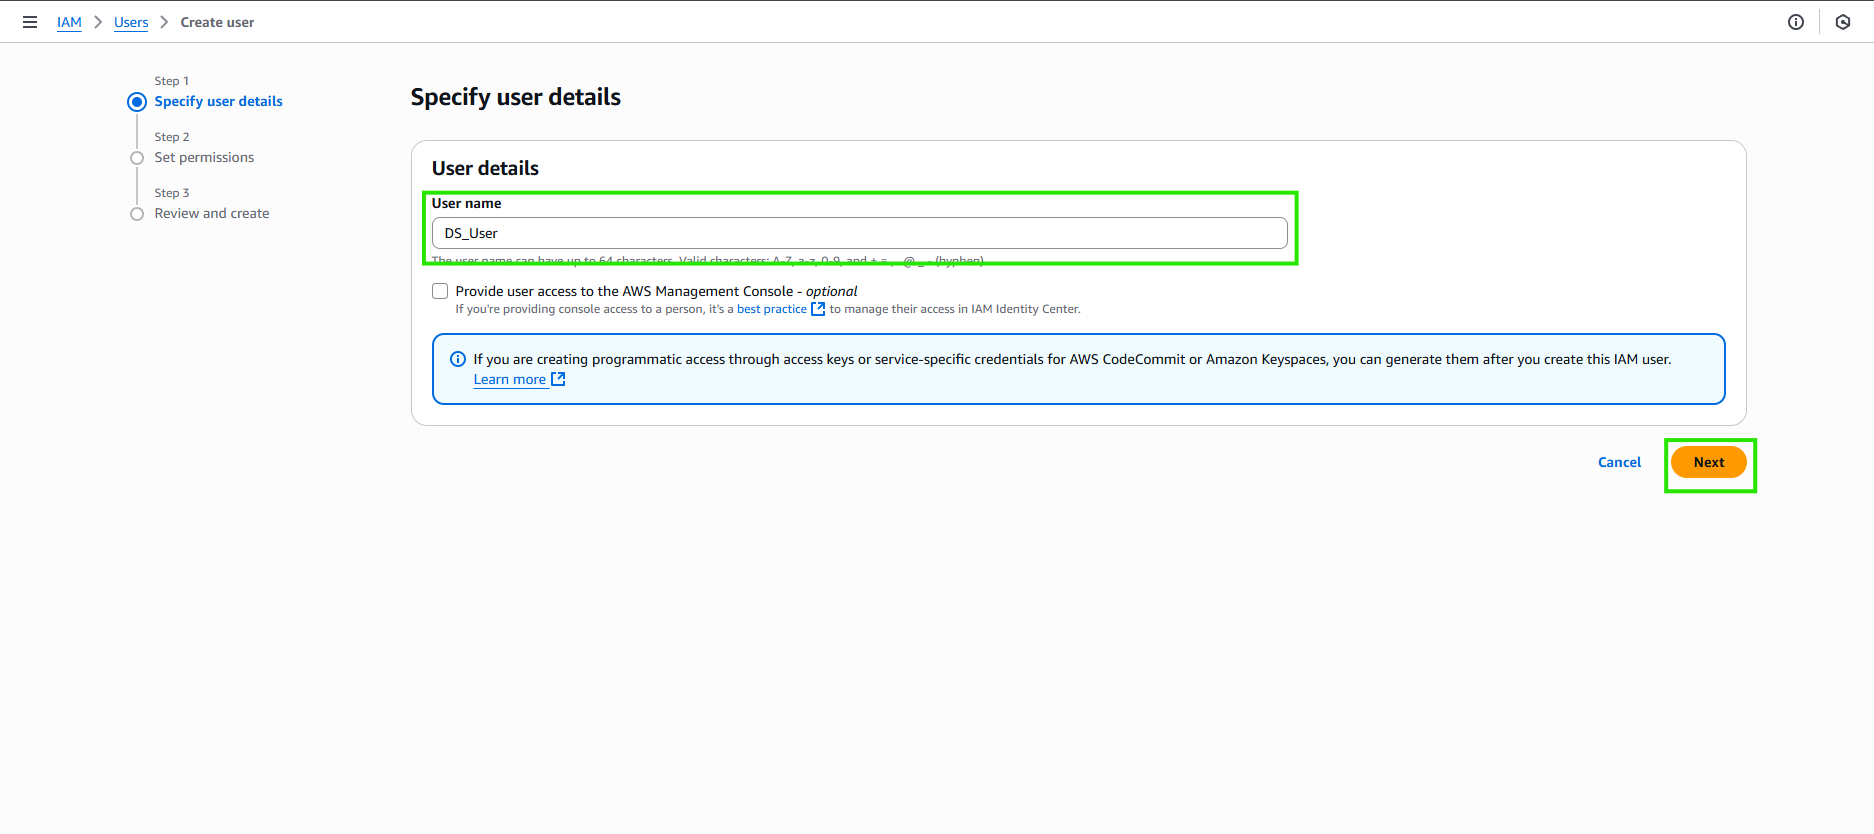 IAM > Users > Create user
Step 1
Specify user details
Step 2
Set permissions
Step 3
Review and create
Specify user details
User details
User name
DS_User
The user name can have up to 64 characters. Valid characters: A-Z, a-z, 0-9, and + = , . @ _ - (hyphen)
Provide user access to the AWS Management Console - optional
If you're providing console access to a person, it's a best practice to manage their access in IAM Identity Center.
If you are creating programmatic access through access keys or service-specific credentials for AWS CodeCommit or Amazon Keyspaces, you can generate them after you create this IAM user.
Learn more
Cancel
Next